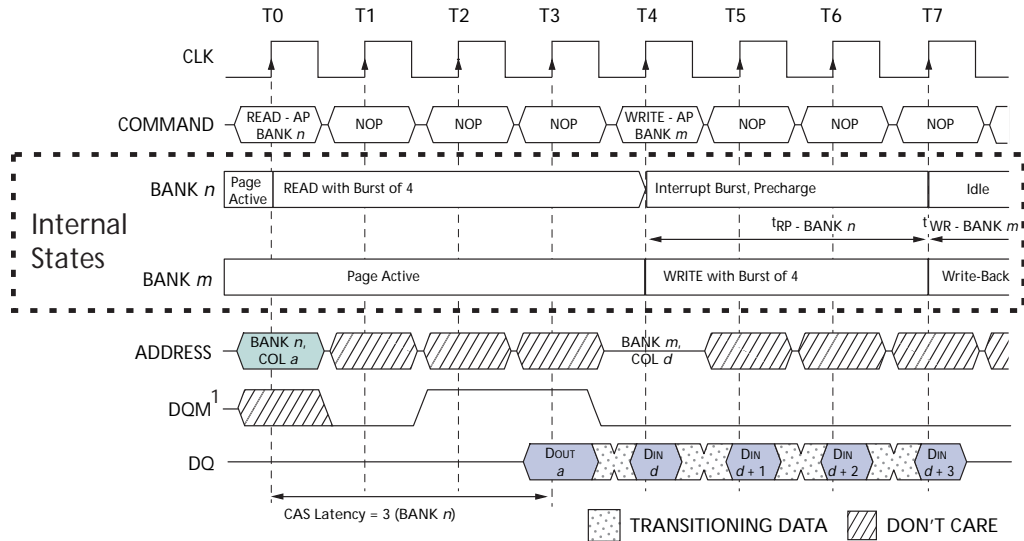 T0 T1 T2 T3 T4 T5 T6 T7
CLK
COMMAND READ - AP BANK n NOP NOP NOP WRITE - AP BANK m NOP NOP NOP
Internal States
BANK n Page Active READ with Burst of 4 Interrupt Burst, Precharge Idle
tRP - BANK n tWR - BANK m
BANK m Page Active WRITE with Burst of 4 Write-Back
ADDRESS BANK n, COL a BANK m, COL d
DQM1
DQ DOUT a DIN d DIN d + 1 DIN d + 2 DIN d + 3
CAS Latency = 3 (BANK n)
TRANSITIONING DATA DON'T CARE